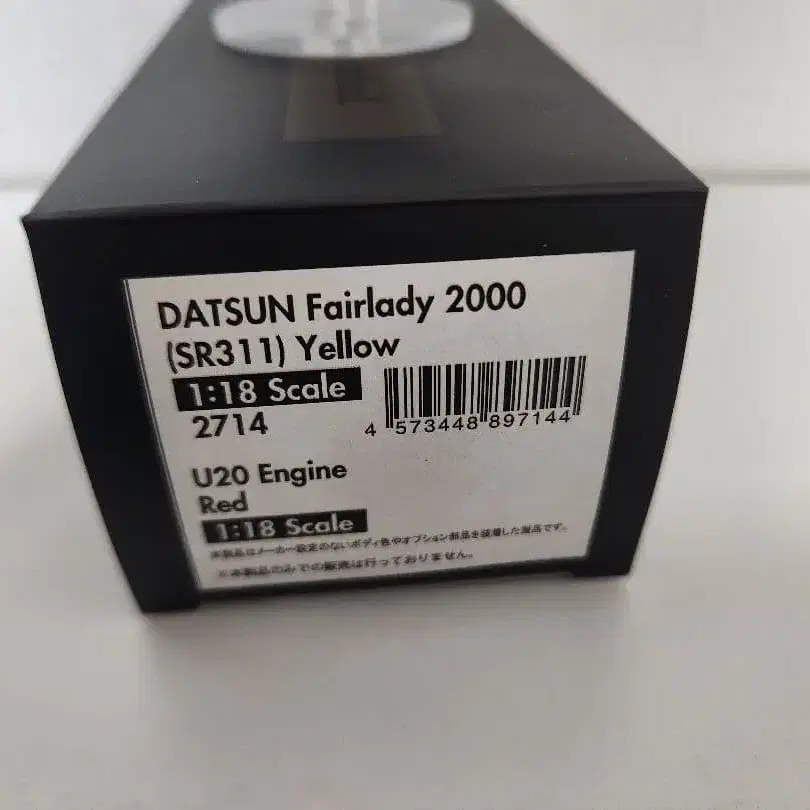 DATSUN Fairlady 2000
(SR311) Yellow
1:18 Scale
2714
4 573448 897144
U20 Engine
Red
1:18 Scale
本製品はメーカー設定のないボディ色やオプション部品を装着した製品です。
※本製品のみでの販売は行っておりません。